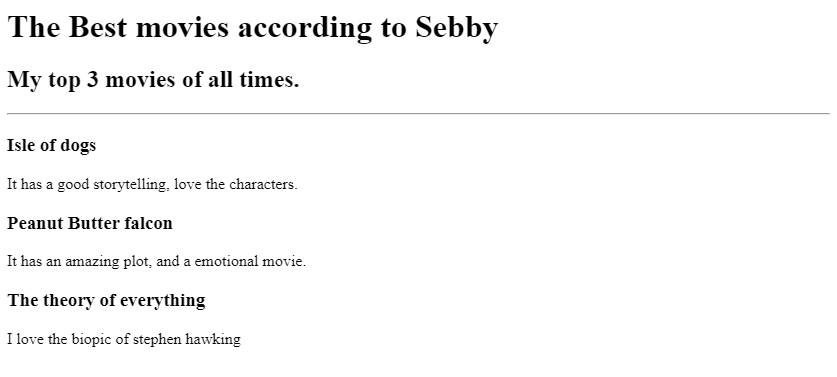 The Best movies according to Sebby
My top 3 movies of all times.
Isle of dogs
It has a good storytelling, love the characters.
Peanut Butter falcon
It has an amazing plot, and a emotional movie.
The theory of everything
I love the biopic of stephen hawking